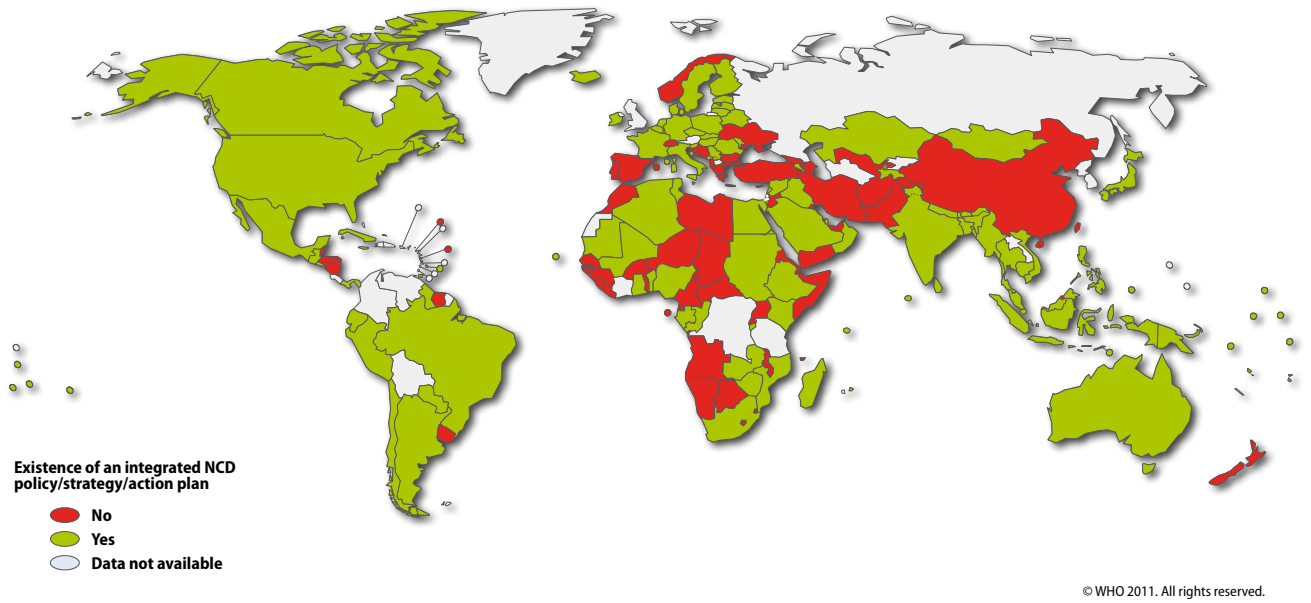 Existence of an integrated NCD
policy/strategy/action plan
No
Yes
Data not available
© WHO 2011. All rights reserved.